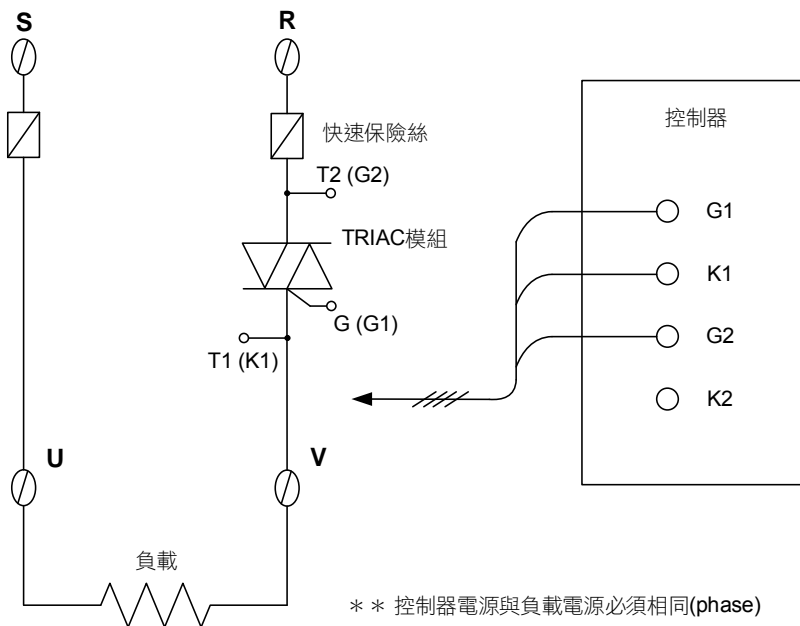 S
R
快速保險絲
T2 (G2)
TRIAC模組
G (G1)
T1 (K1)
控制器
G1
K1
G2
K2
U
V
負載
＊＊ 控制器電源與負載電源必須相同(phase)